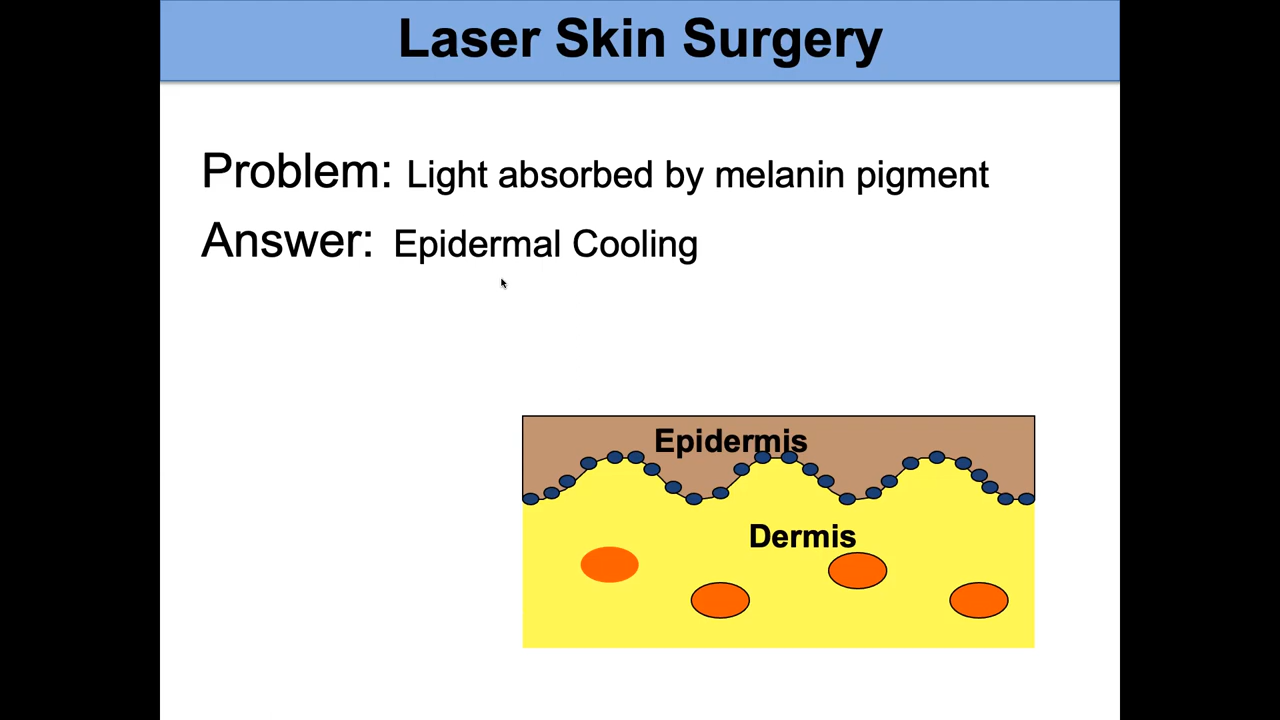 Laser Skin Surgery
Problem: Light absorbed by melanin pigment
Answer: Epidermal Cooling
Epidermis
Dermis